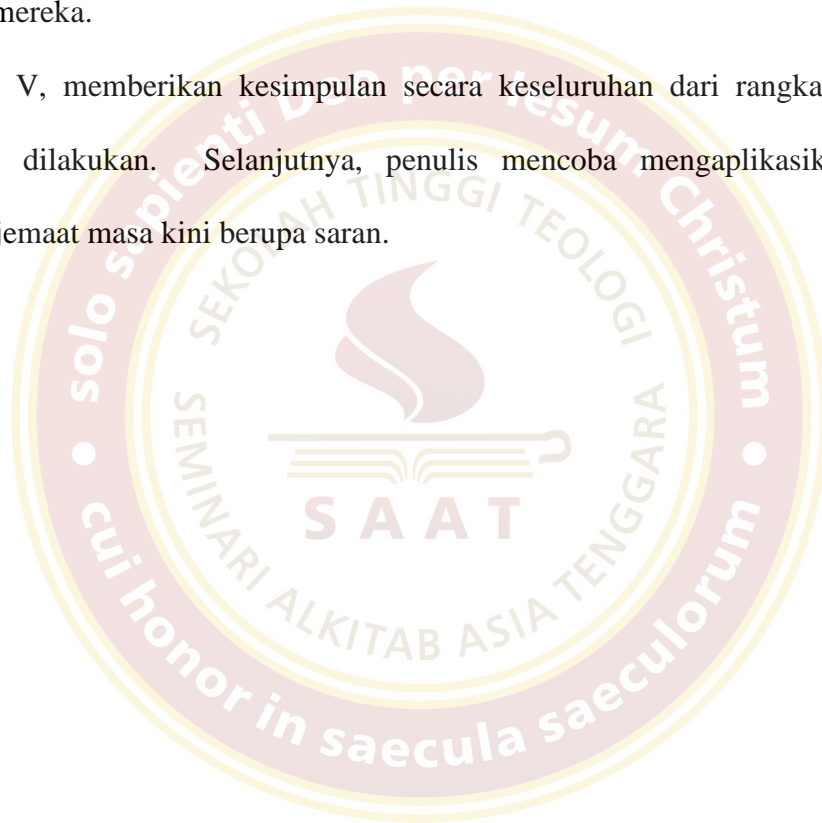 mereka.
V, memberikan kesimpulan secara keseluruhan dari rangka
dilakukan. Selanjutnya, penulis mencoba mengaplikasik
jemaat masa kini berupa saran.
solo sapienti Deo per Iesum Christum
SEKOLAH TINGGI TEOLOGI
SAAT
SEMINARI ALKITAB ASIA TENGGARA
cui honor in saecula saeculorum